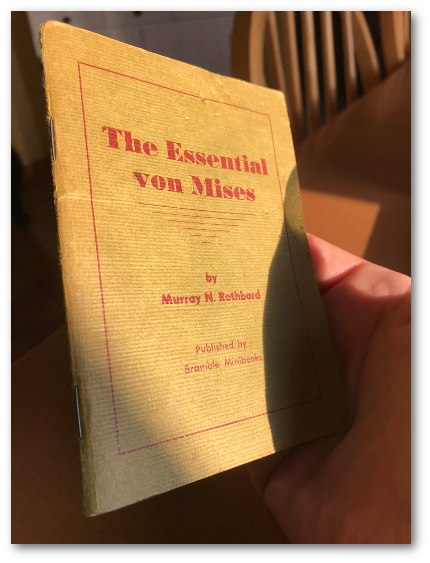 The Essential
von Mises
by
Murray N. Rothbard
Published by
Bramble Minibooks